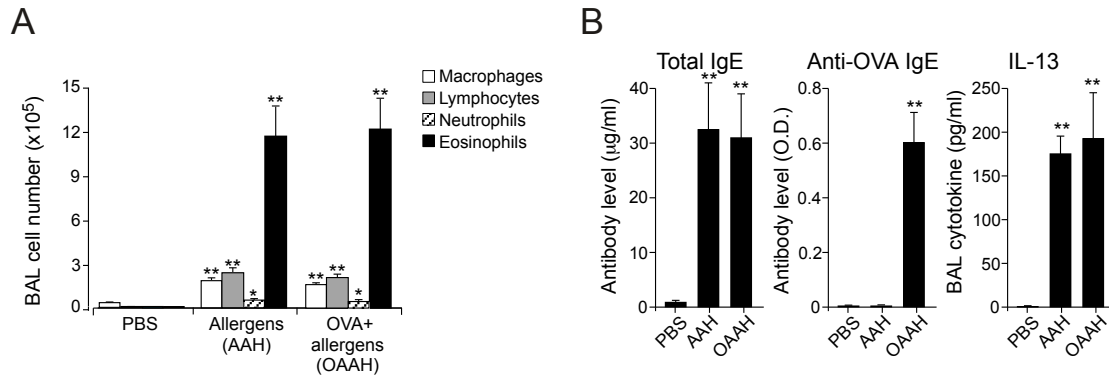 A
BAL cell number (x10⁵)
15
12
9
6
3
0
** ** * **
** ** * **
PBS
Allergens
(AAH)
OVA+
allergens
(OAAH)
Macrophages
Lymphocytes
Neutrophils
Eosinophils
B
Total IgE
Antibody level (μg/ml)
40
30
20
10
0
** **
PBS
AAH
OAAH
Anti-OVA IgE
Antibody level (O.D.)
0.8
0.6
0.4
0.2
0
**
PBS
AAH
OAAH
IL-13
BAL cytotokine (pg/ml)
250
200
150
100
50
0
** **
PBS
AAH
OAAH